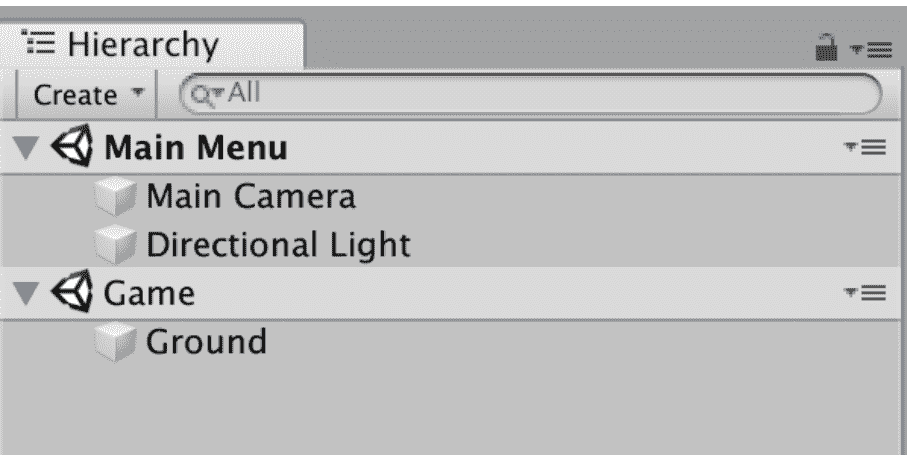 Hierarchy
Create All
Main Menu
Main Camera
Directional Light
Game
Ground